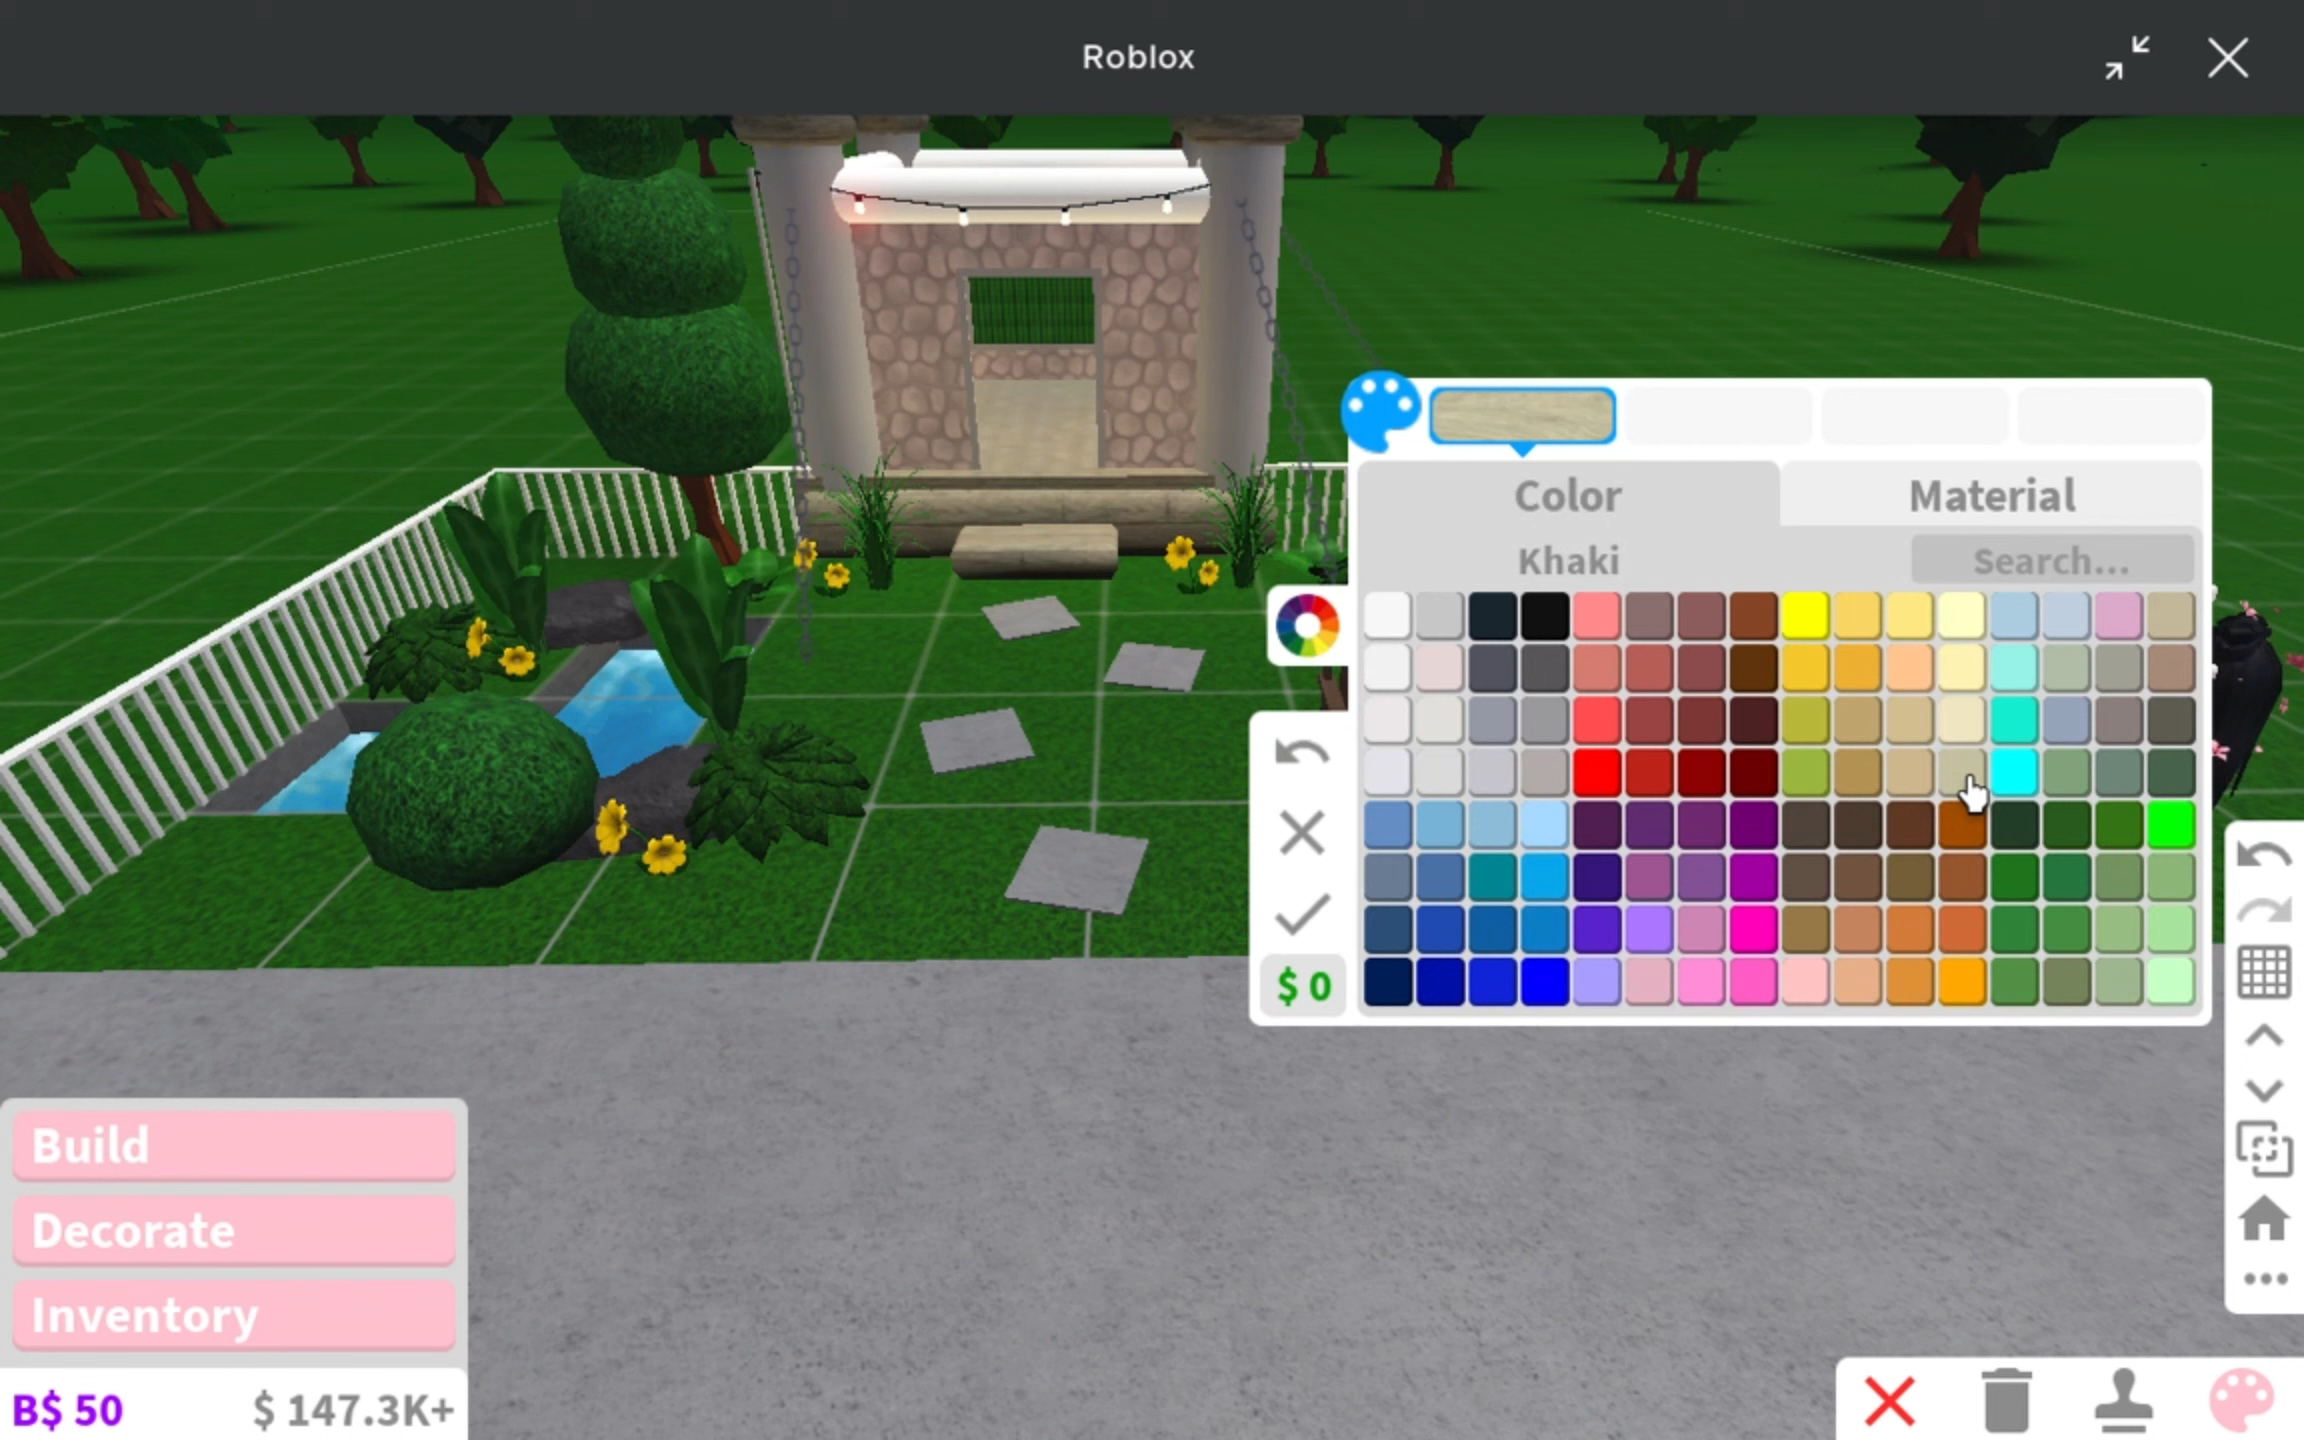 Roblox
Color
Material
Khaki
Search...
$ 0
Build
Decorate
Inventory
B$ 50
$ 147.3K+